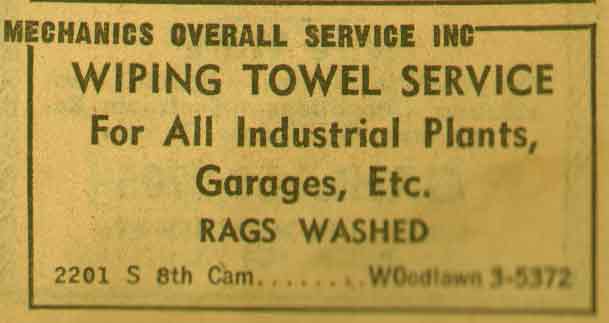 MECHANICS OVERALL SERVICE INC
WIPING TOWEL SERVICE
For All Industrial Plants,
Garages, Etc.
RAGS WASHED
2201 S 8th Cam........WOodlawn 3-5372